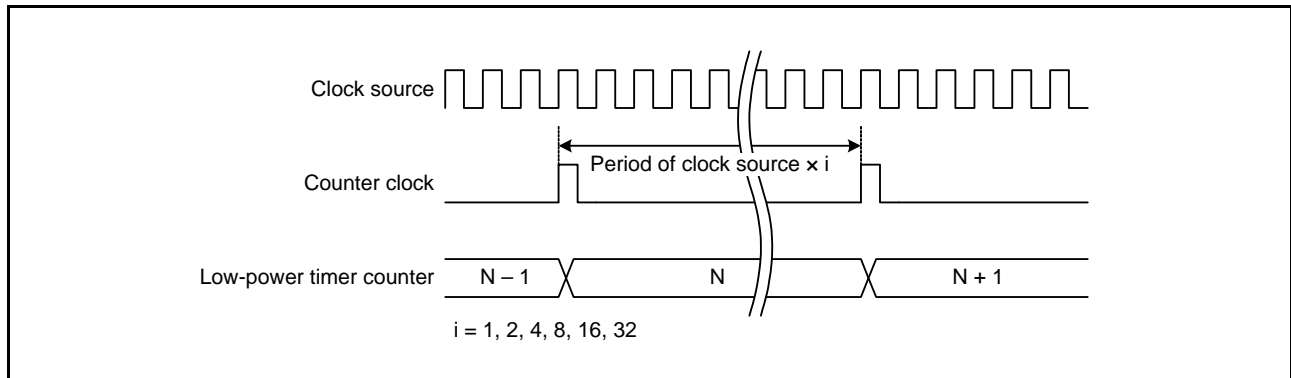 Clock source
Period of clock source × i
Counter clock
Low-power timer counter
N – 1
N
N + 1
i = 1, 2, 4, 8, 16, 32